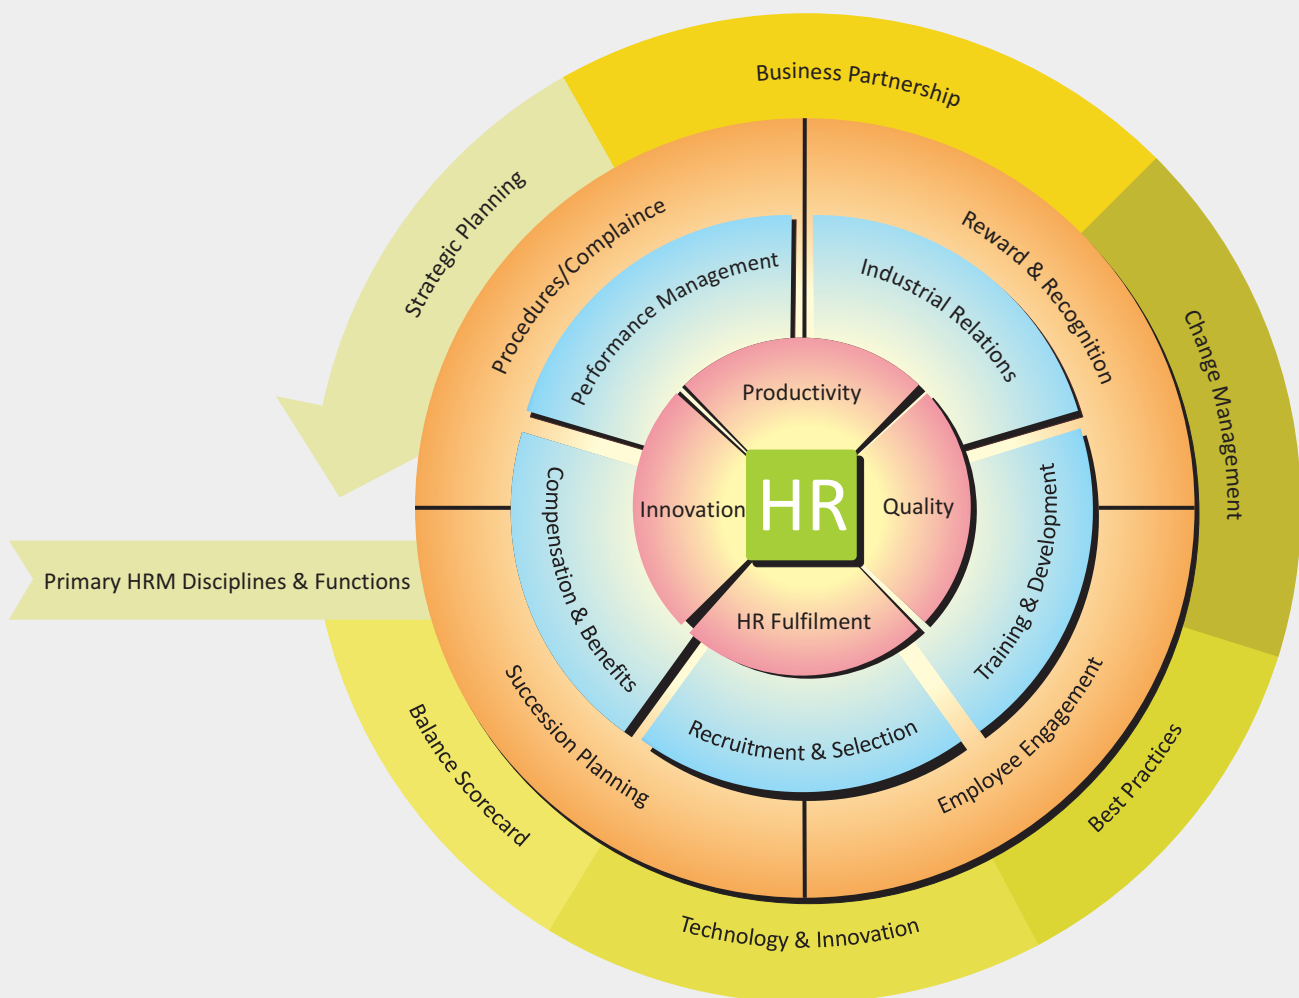 Business Partnership
Strategic Planning
Procedures/Complaince
Reward & Recognition
Performance Management
Industrial Relations
Change Management
Productivity
Innovation
HR
Quality
HR Fulfilment
Compensation & Benefits
Training & Development
Primary HRM Disciplines & Functions
Recruitment & Selection
Succession Planning
Employee Engagement
Balance Scorecard
Best Practices
Technology & Innovation